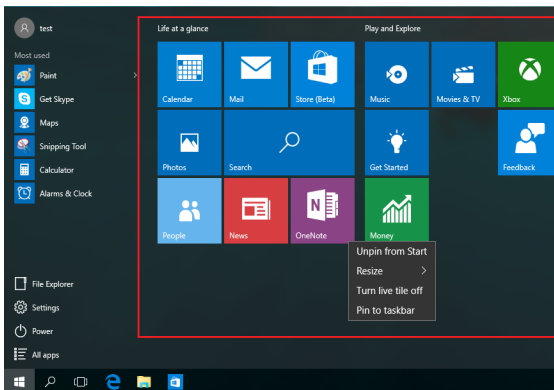 test
Life at a glance
Play and Explore
Most used
Paint
Get Skype
Maps
Snipping Tool
Calculator
Alarms & Clock
Calendar
Mail
Store (Beta)
Music
Movies & TV
Xbox
Photos
Search
Get Started
Feedback
People
News
OneNote
Money
Unpin from Start
Resize
Turn live tile off
Pin to taskbar
File Explorer
Settings
Power
All apps